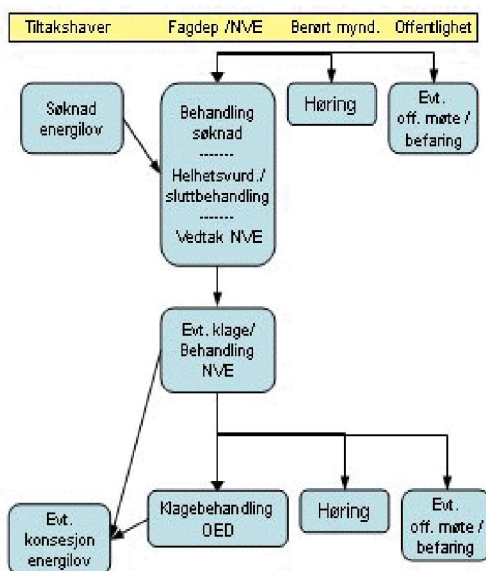 Tiltakshaver Fagdep /NVE Berørt mynd. Offentlighet
Søknad
energilov
Behandling
søknad
-------
Helhetsvurd./
sluttbehandling
-------
Vedtak NVE
Høring
Evt.
off. møte /
befaring
Evt. klage/
Behandling
NVE
Evt.
konsesjon
energilov
Klagebehandling
OED
Høring
Evt.
off. møte /
befaring